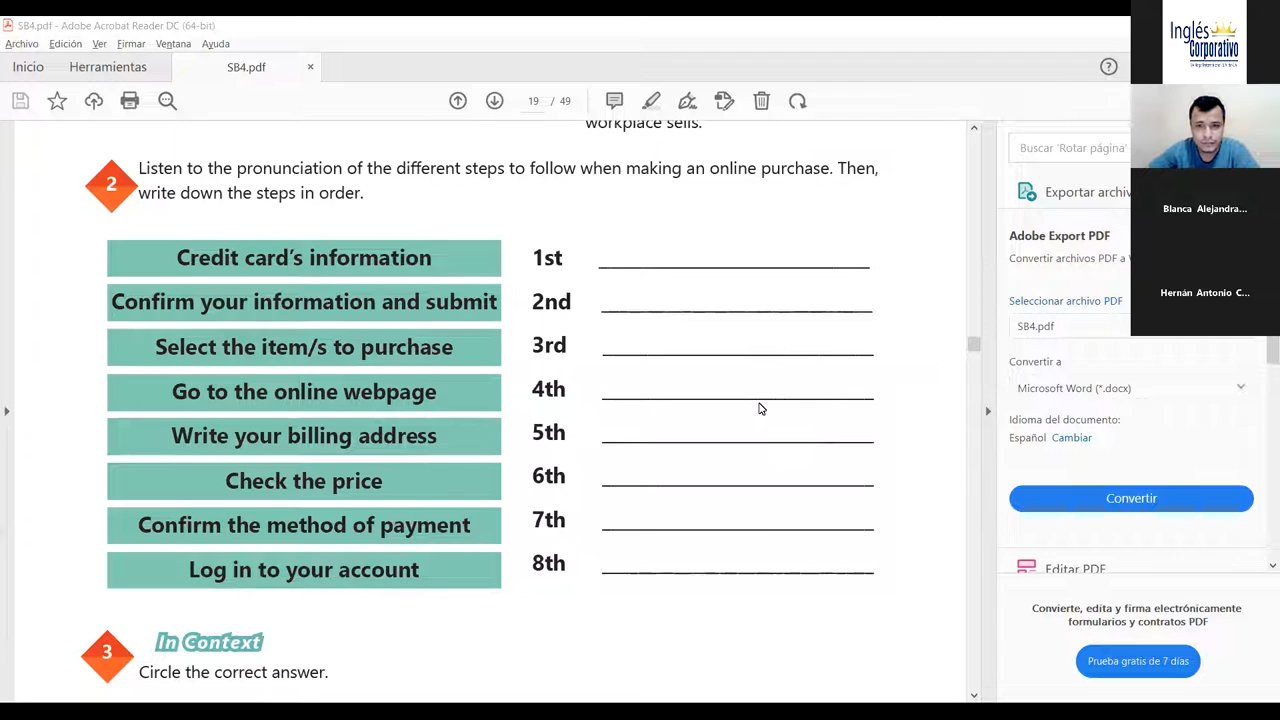 SB4.pdf - Adobe Acrobat Reader DC (64-bit)
Archivo Edición Ver Firmar Ventana Ayuda
Inicio Herramientas SB4.pdf ×
19 / 49
workplace sells.
2 Listen to the pronunciation of the different steps to follow when making an online purchase. Then,
write down the steps in order.
Credit card's information 1st
Confirm your information and submit 2nd
Select the item/s to purchase 3rd
Go to the online webpage 4th
Write your billing address 5th
Check the price 6th
Confirm the method of payment 7th
Log in to your account 8th
3 In Context
Circle the correct answer.
Buscar 'Rotar página'
Exportar archiv
Adobe Export PDF
Convertir archivos PDF a
Seleccionar archivo PDF
SB4.pdf
Convertir a
Microsoft Word (*.docx)
Idioma del documento:
Español Cambiar
Convertir
Editar PDF
Convierte, edita y firma electrónicamente
formularios y contratos PDF
Prueba gratis de 7 días
Inglés
Corporativo
Blanca Alejandra...
Hernán Antonio C...